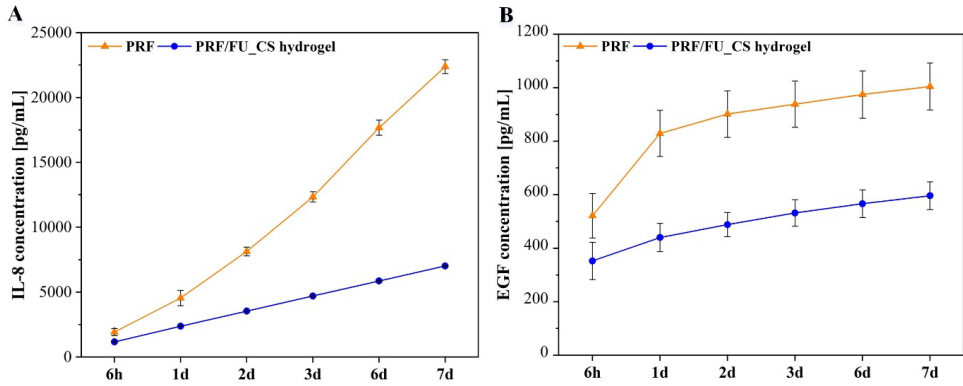 A
PRF PRF/FU_CS hydrogel
IL-8 concentration [pg/mL]
25000
20000
15000
10000
5000
0
6h 1d 2d 3d 6d 7d
B
PRF PRF/FU_CS hydrogel
EGF concentration [pg/mL]
1200
1000
800
600
400
200
0
6h 1d 2d 3d 6d 7d